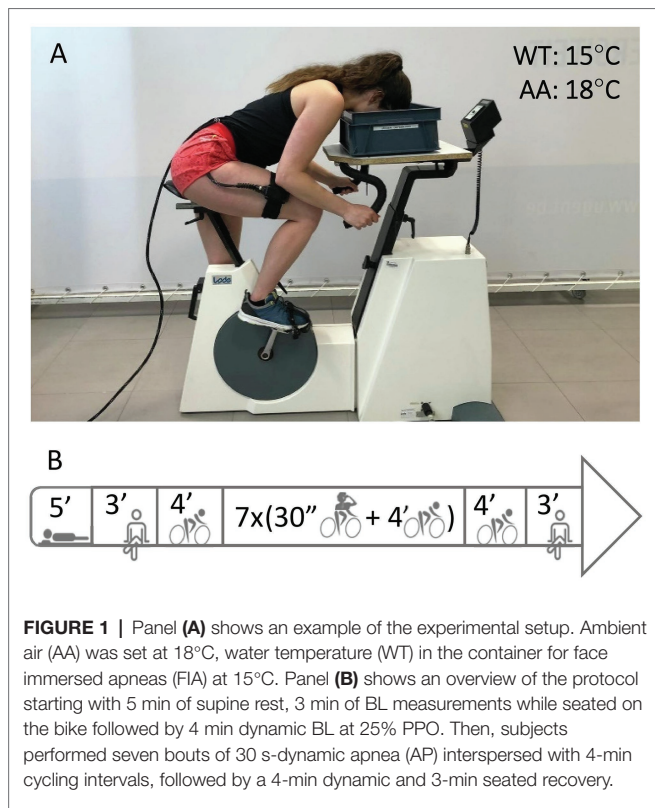 A
WT: 15°C
AA: 18°C
Lode
B
5’ 3’ 4’ 7x(30” + 4’ ) 4’ 3’
FIGURE 1 | Panel (A) shows an example of the experimental setup. Ambient
air (AA) was set at 18°C, water temperature (WT) in the container for face
immersed apneas (FIA) at 15°C. Panel (B) shows an overview of the protocol
starting with 5 min of supine rest, 3 min of BL measurements while seated on
the bike followed by 4 min dynamic BL at 25% PPO. Then, subjects
performed seven bouts of 30 s-dynamic apnea (AP) interspersed with 4-min
cycling intervals, followed by a 4-min dynamic and 3-min seated recovery.